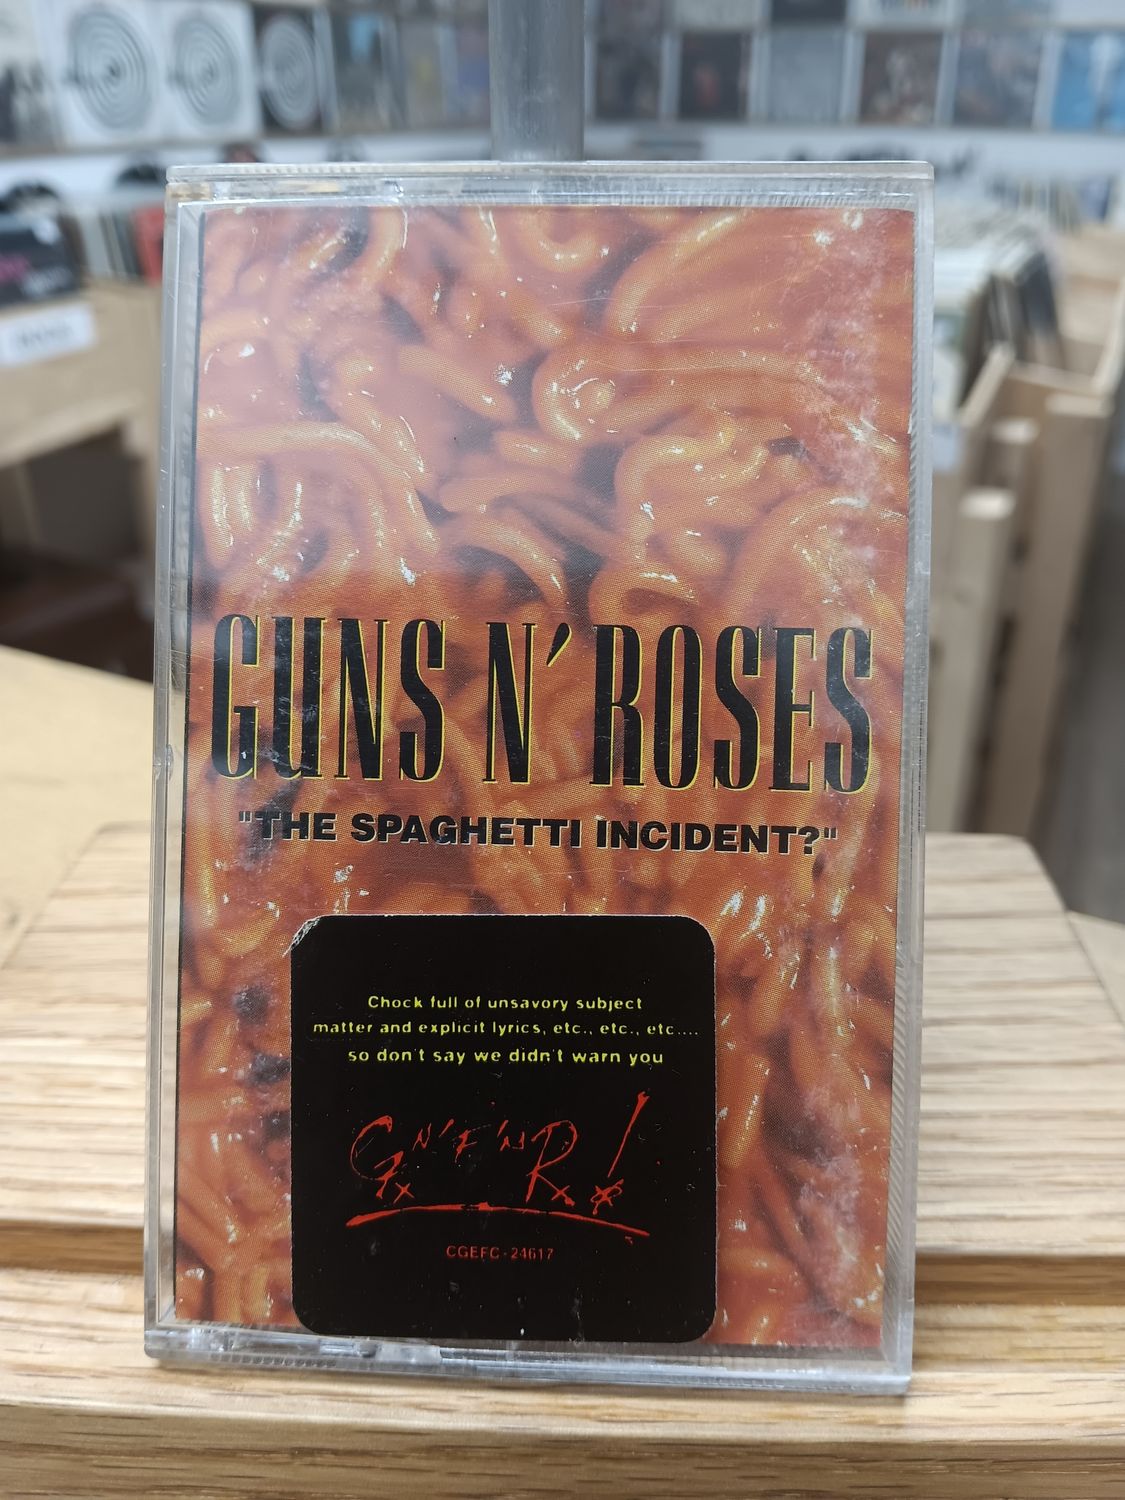 GUNS N' ROSES
"THE SPAGHETTI INCIDENT?"
Chock full of unsavory subject
matter and explicit lyrics, etc., etc., etc....
so don't say we didn't warn you
G N' F 'N R !
CGEFC-24617